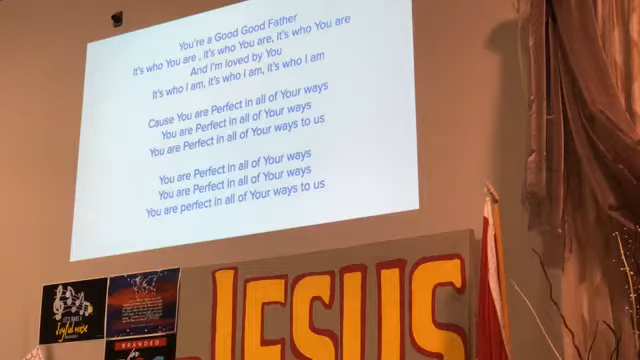 You're a Good Good Father
It's who You are , it's who You are, it's who You are
And I'm loved by You
It's who I am, it's who I am, it's who I am
Cause You are Perfect in all of Your ways
You are Perfect in all of Your ways
You are Perfect in all of Your ways to us
You are Perfect in all of Your ways
You are Perfect in all of Your ways
You are perfect in all of Your ways to us
Joyful noise
BRANDED
JESUS